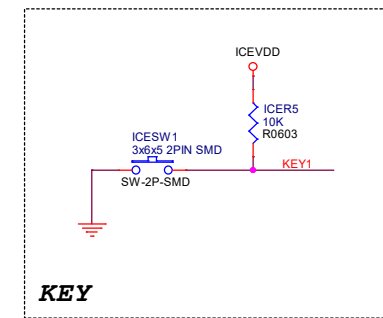 ICEVDD
ICER5
10K
R0603
ICESW1
3x6x5 2PIN SMD
KEY1
SW-2P-SMD
KEY